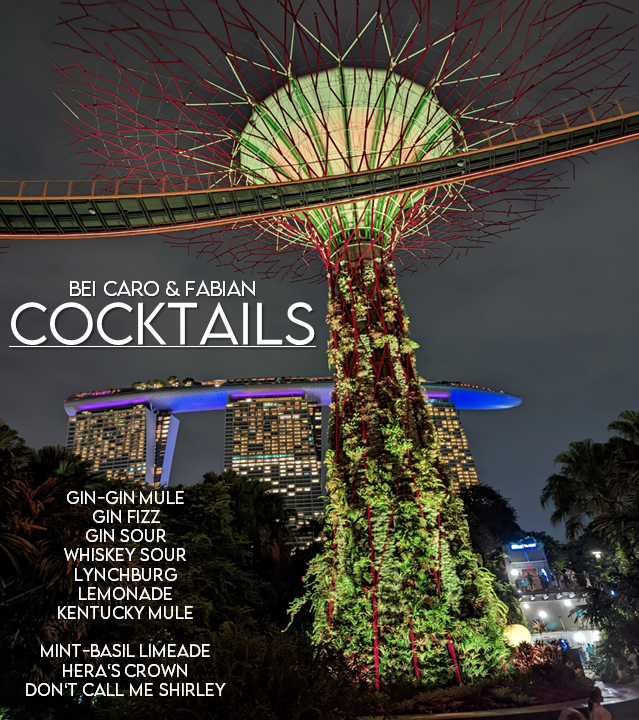 BEI CARO & FABIAN
COCKTAILS
GIN-GIN MULE
GIN FIZZ
GIN SOUR
WHISKEY SOUR
LYNCHBURG
LEMONADE
KENTUCKY MULE
MINT-BASIL LIMEADE
HERA'S CROWN
DON'T CALL ME SHIRLEY